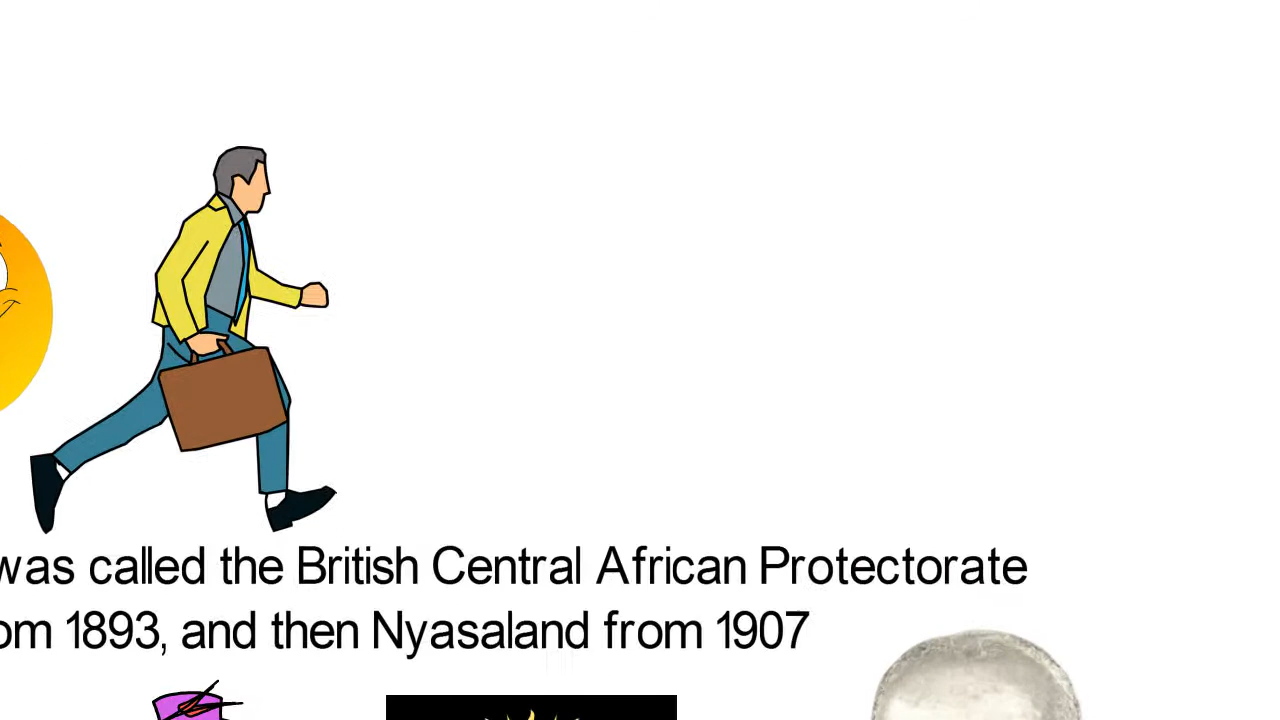 was called the British Central African Protectorate
om 1893, and then Nyasaland from 1907